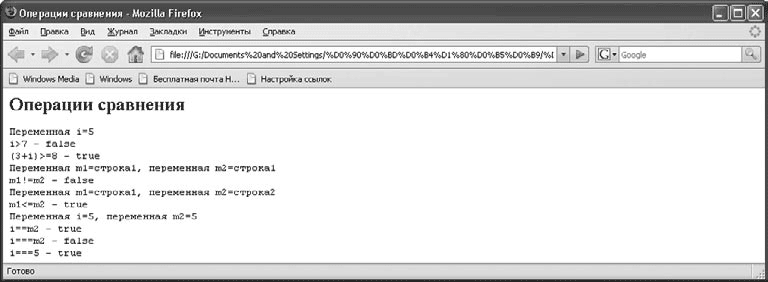 Операции сравнения - Mozilla Firefox
Файл Правка Вид Журнал Закладки Инструменты Справка
file:///G:/Documents%20and%20Settings/%D0%90%D0%BD%D0%B4%D1%80%D0%B5%D0%B9/%I G Google
Windows Media Windows Бесплатная почта H... Настройка ссылок
Операции сравнения
Переменная i=5
i>7 - false
(3+i)>=8 - true
Переменная m1=строка1, переменная m2=строка1
m1!=m2 - false
Переменная m1=строка1, переменная m2=строка2
m1<=m2 - true
Переменная i=5, переменная m2=5
i==m2 - true
i===m2 - false
i===5 - true
Готово